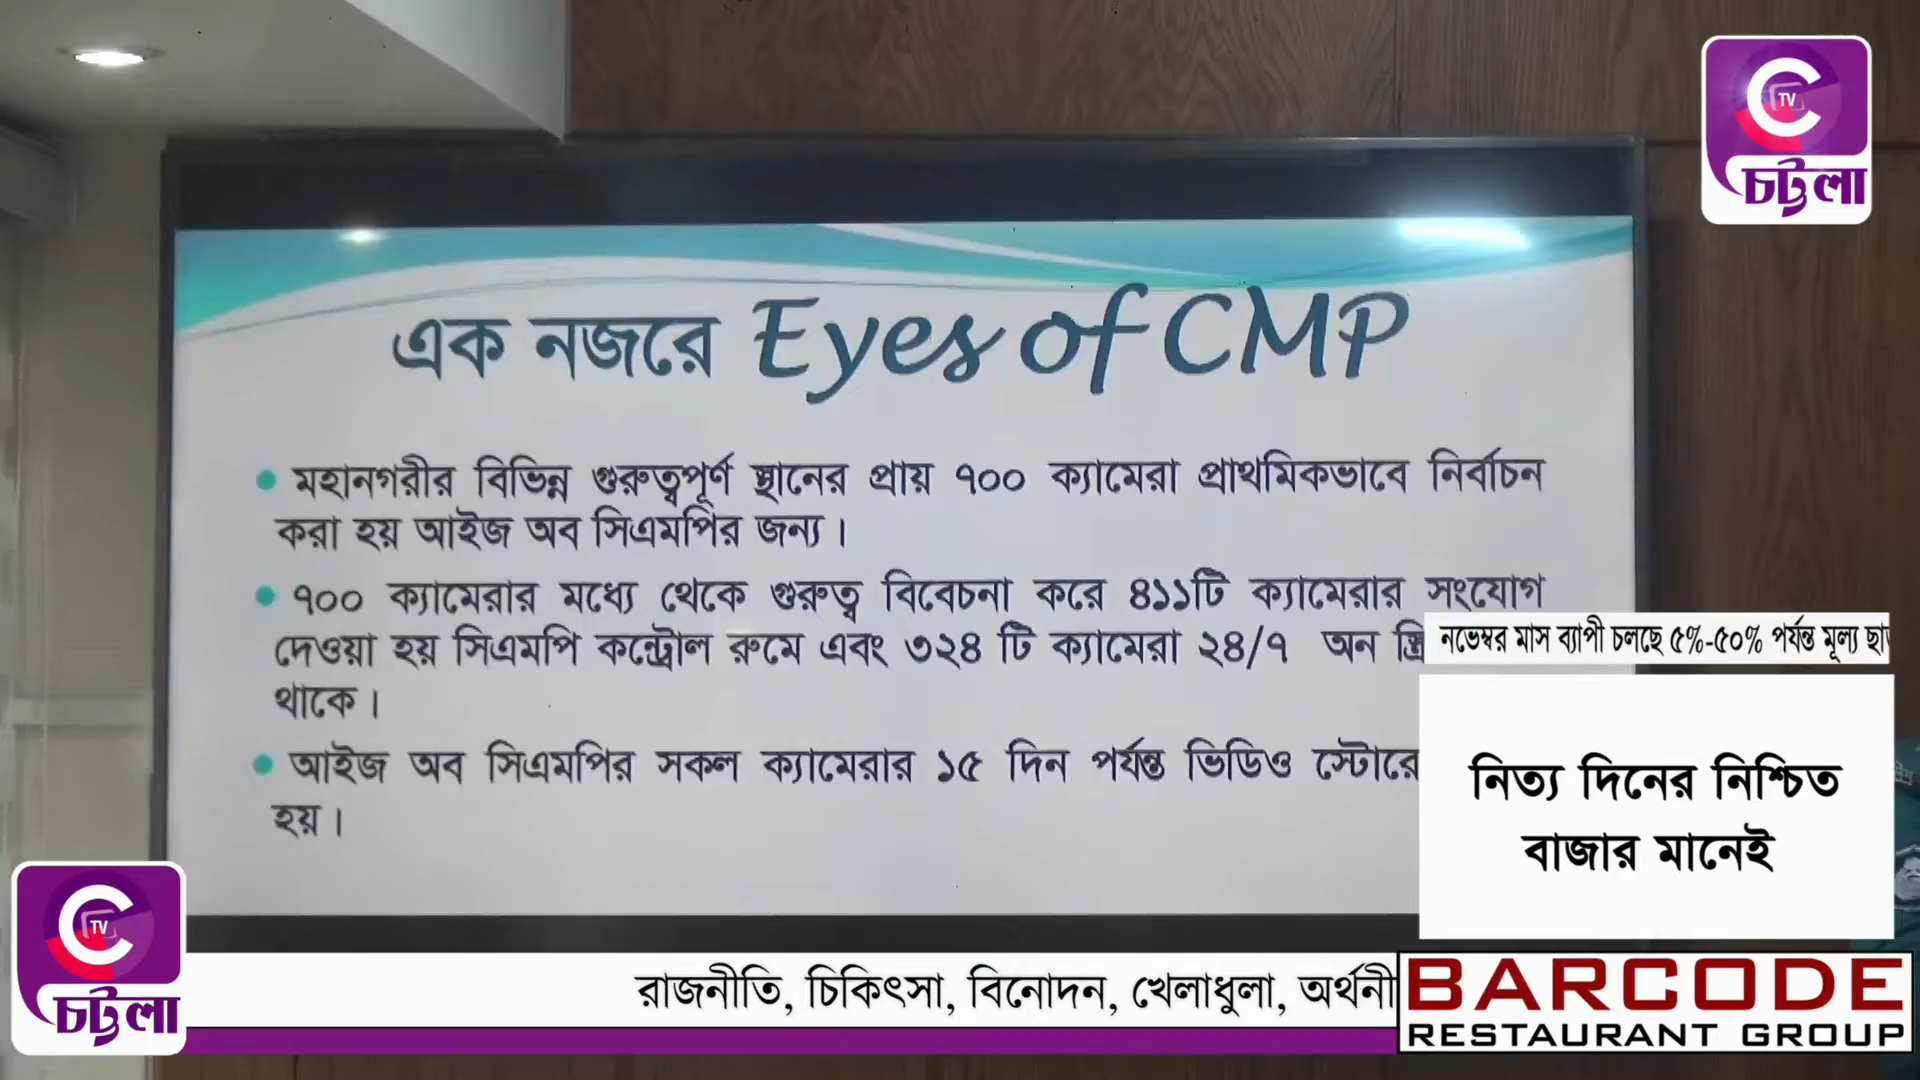 C TV
চট্টলা
এক নজরে Eyes of CMP
• মহানগরীর বিভিন্ন গুরুত্বপূর্ণ স্থানের প্রায় ৭০০ ক্যামেরা প্রাথমিকভাবে নির্বাচন
করা হয় আইজ অব সিএমপির জন্য।
• ৭০০ ক্যামেরার মধ্যে থেকে গুরুত্ব বিবেচনা করে ৪১১টি ক্যামেরার সংযোগ
দেওয়া হয় সিএমপি কন্ট্রোল রুমে এবং ৩২৪ টি ক্যামেরা ২৪/৭ অন
থাকে।
• আইজ অব সিএমপির সকল ক্যামেরার ১৫ দিন পর্যন্ত ভিডিও
হয়।
নভেম্বর মাস ব্যাপী চলছে ৫%-৫০% পর্যন্ত মূল্য
নিত্য দিনের নিশ্চিত
বাজার মানেই
C TV
চট্টলা
রাজনীতি, চিকিৎসা, বিনোদন, খেলাধুলা,
BARCODE
RESTAURANT GROUP